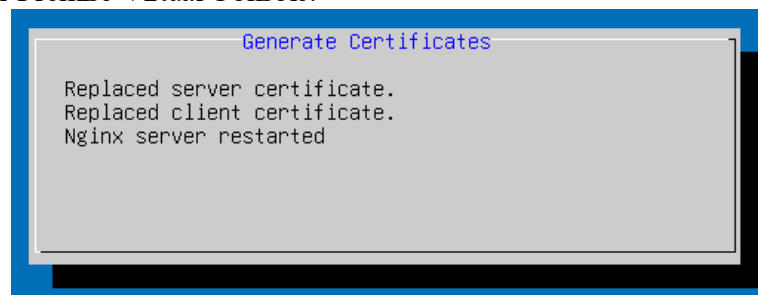 Generate Certificates
Replaced server certificate.
Replaced client certificate.
Nginx server restarted